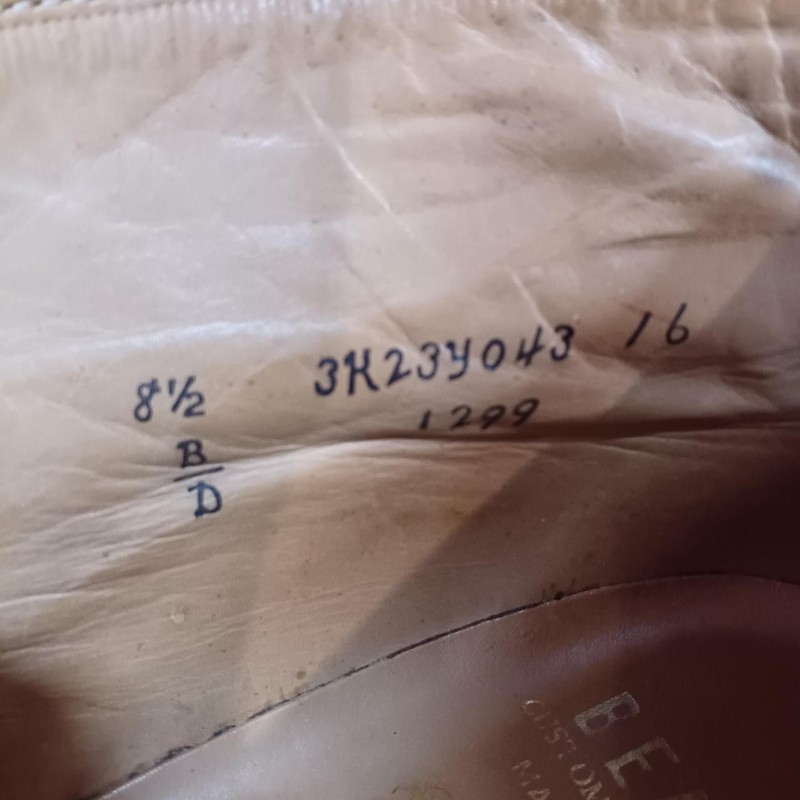 8½ 3K23Y043 16
1299
B
D
BE
CUSTOM
MA